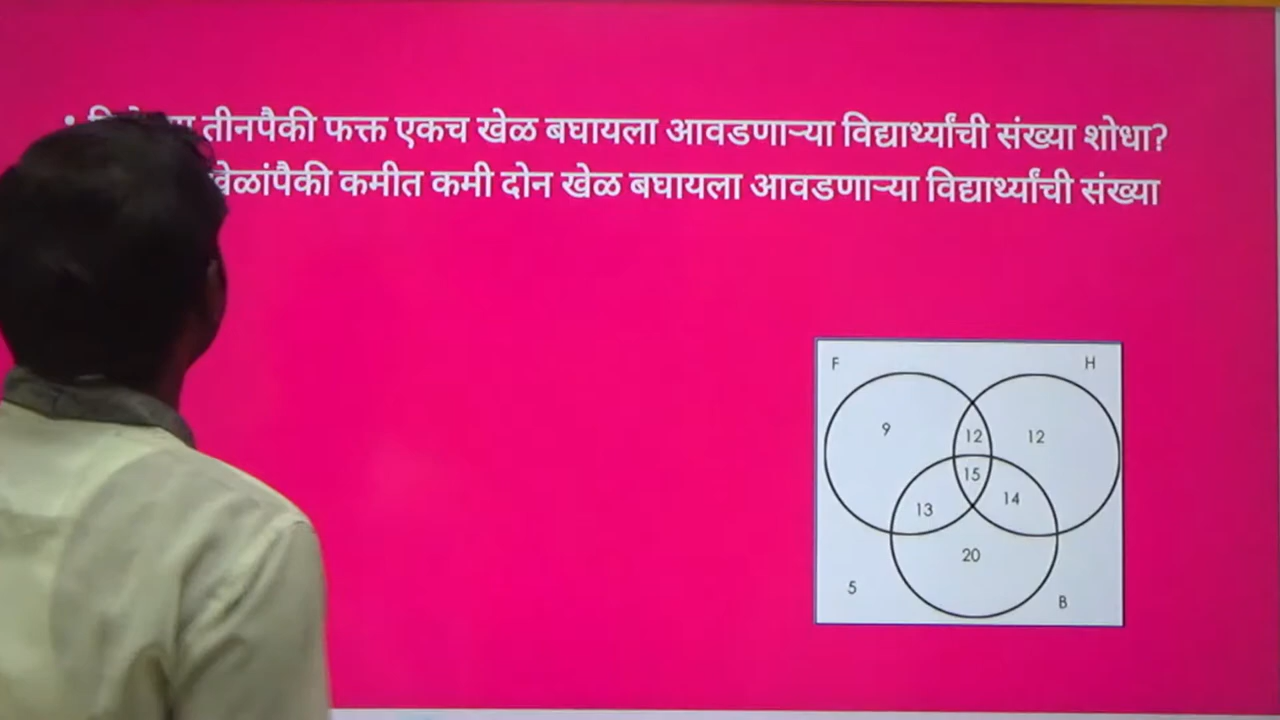 तीनपैकी फक्त एकच खेळ बघायला आवडणाऱ्या विद्यार्थ्यांची संख्या शोधा?
कमीत कमी दोन खेळ बघायला आवडणाऱ्या विद्यार्थ्यांची संख्या
F H
9 12 12
15
13 14
20
5 B